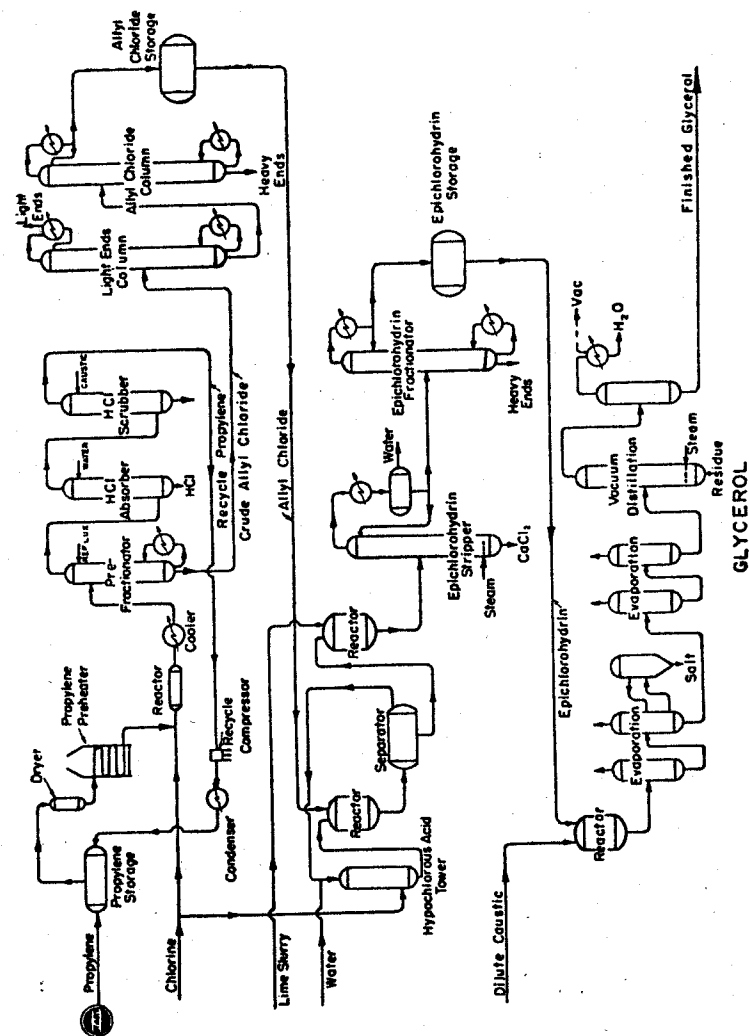 Propylene
Propylene
Storage
Dryer
Propylene
Preheater
Chlorine
Reactor
Cooler
Recycle
Compressor
Condenser
REFLUX
Pre-
Fractionator
WATER
HCl
Absorber
HCl
CAUSTIC
HCl
Scrubber
Recycle Propylene
Crude Allyl Chloride
Light
Ends
Light Ends
Column
Allyl Chloride
Column
Heavy
Ends
Allyl
Chloride
Storage
Allyl Chloride
Lime Slurry
Water
Hypochlorous Acid
Tower
Reactor
Separator
Reactor
Water
Epichlorohydrin
Stripper
Steam
CaCl2
Epichlorohydrin
Fractionator
Heavy
Ends
Epichlorohydrin
Storage
Epichlorohydrin
Dilute Caustic
Reactor
Evaporation
Salt
Evaporation
Vacuum
Distillation
Steam
Residue
Vac
H2O
Finished Glyceral
GLYCEROL